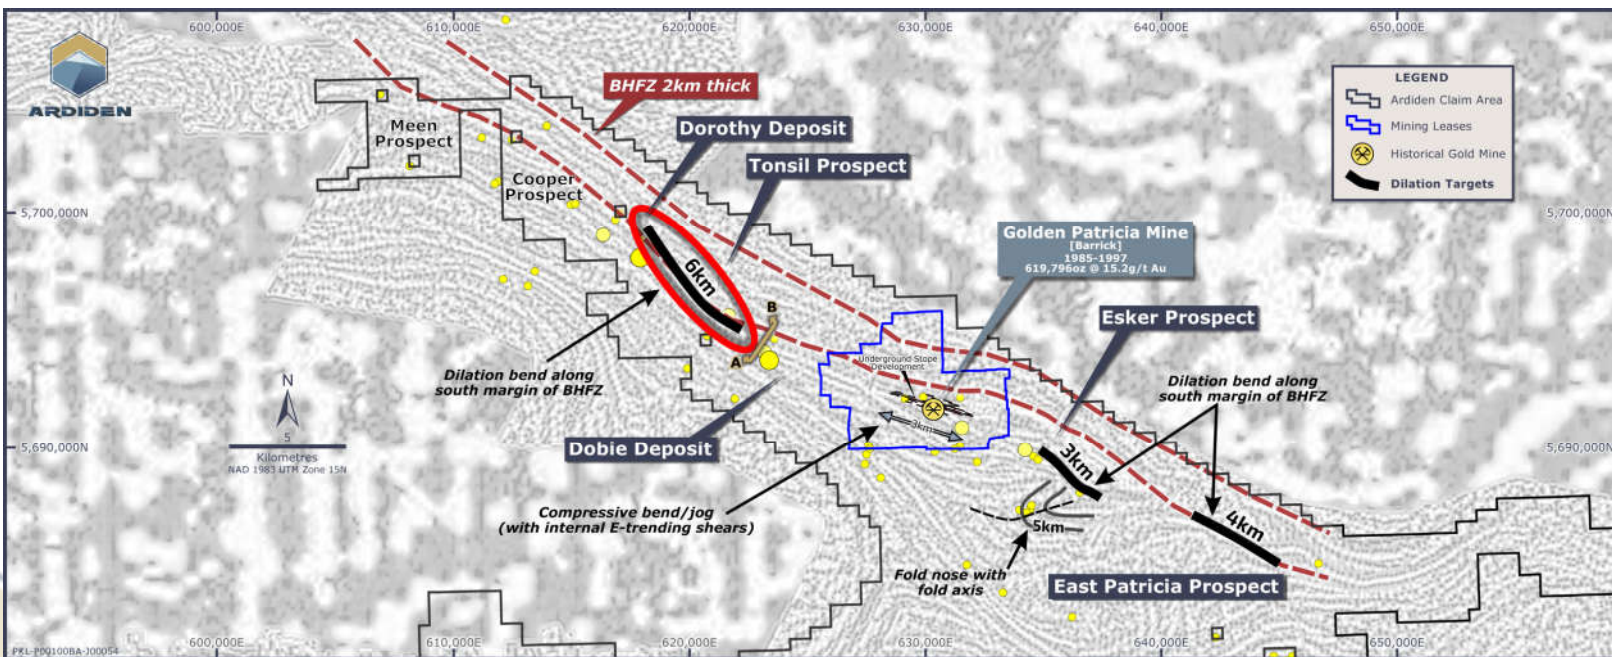 600,000E
610,000E
620,000E
630,000E
640,000E
650,000E
ARDIDEN
BHFZ 2km thick
LEGEND
Ardiden Claim Area
Mining Leases
Historical Gold Mine
Dilation Targets
Meen
Prospect
Dorothy Deposit
Tonsil Prospect
Cooper
Prospect
5,700,000N
5,700,000N
Golden Patricia Mine
[Barrick]
1985-1997
619,796oz @ 15.2g/t Au
6km
B
A
Esker Prospect
Underground Stope
Development
Dilation bend along
south margin of BHFZ
Dilation bend along
south margin of BHFZ
N
5
Kilometres
NAD 1983 UTM Zone 15N
3km
5,690,000N
5,690,000N
Dobie Deposit
3km
Compressive bend/jog
(with internal E-trending shears)
5km
4km
Fold nose with
fold axis
East Patricia Prospect
600,000E
610,000E
620,000E
630,000E
640,000E
650,000E
PKL-P00100BA-J00054